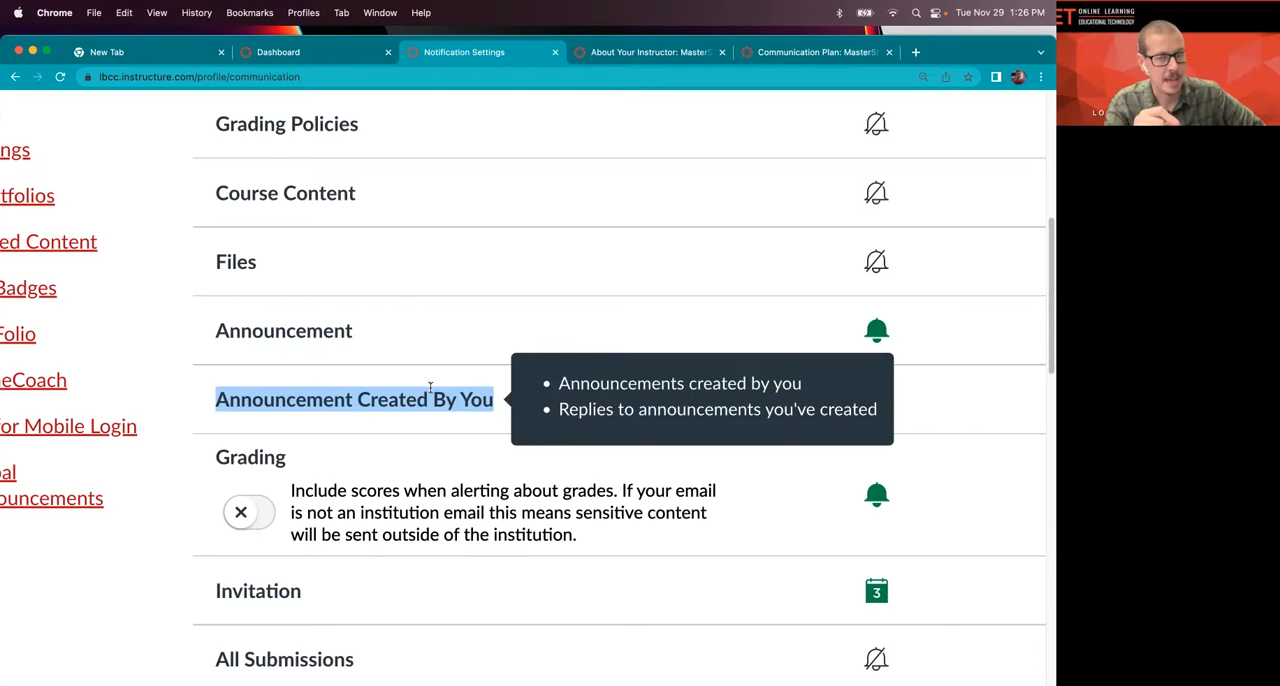 Chrome File Edit View History Bookmarks Profiles Tab Window Help
Tue Nov 29 1:26 PM
New Tab
Dashboard
Notification Settings
About Your Instructor: MasterS
Communication Plan: MasterS
lbcc.instructure.com/profile/communication
ET ONLINE LEARNING
EDUCATIONAL TECHNOLOGY
L O
ngs
tfolios
ed Content
Badges
Folio
eCoach
for Mobile Login
al
ouncements
Grading Policies
Course Content
Files
Announcement
Announcement Created By You
Announcements created by you
Replies to announcements you've created
Grading
Include scores when alerting about grades. If your email
is not an institution email this means sensitive content
will be sent outside of the institution.
Invitation
3
All Submissions